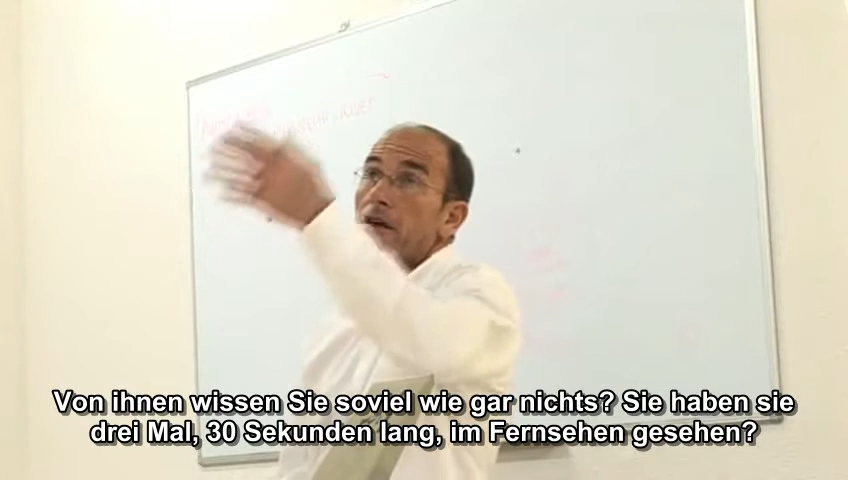 Von ihnen wissen Sie soviel wie gar nichts? Sie haben sie
drei Mal, 30 Sekunden lang, im Fernsehen gesehen?